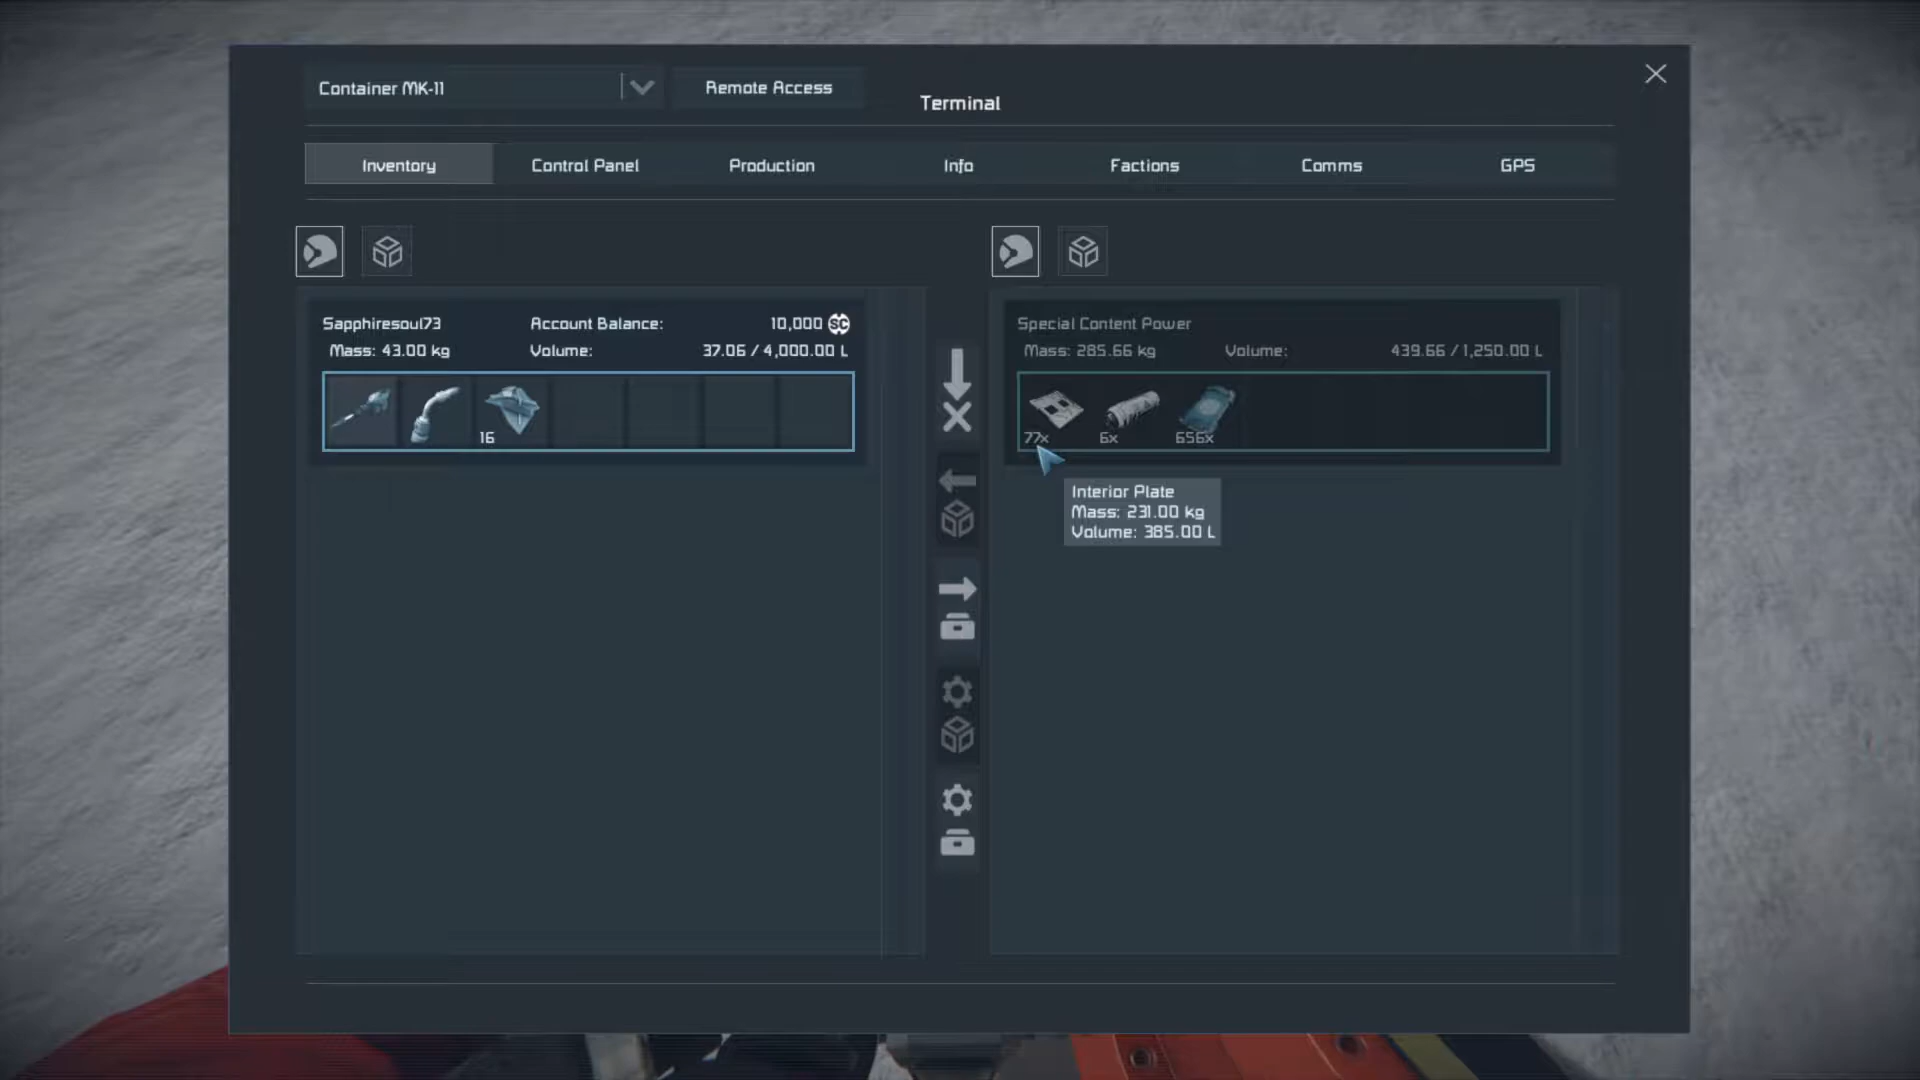 Container MK-11
Remote Access
Terminal
Inventory
Control Panel
Production
Info
Factions
Comms
GPS
Sapphiresoul73
Account Balance:
10,000 SC
Mass: 43.00 kg
Volume:
37.06 / 4,000.00 L
16
Special Content Power
Mass: 285.66 kg
Volume:
439.66 / 1,250.00 L
77x
6x
656x
Interior Plate
Mass: 231.00 kg
Volume: 385.00 L